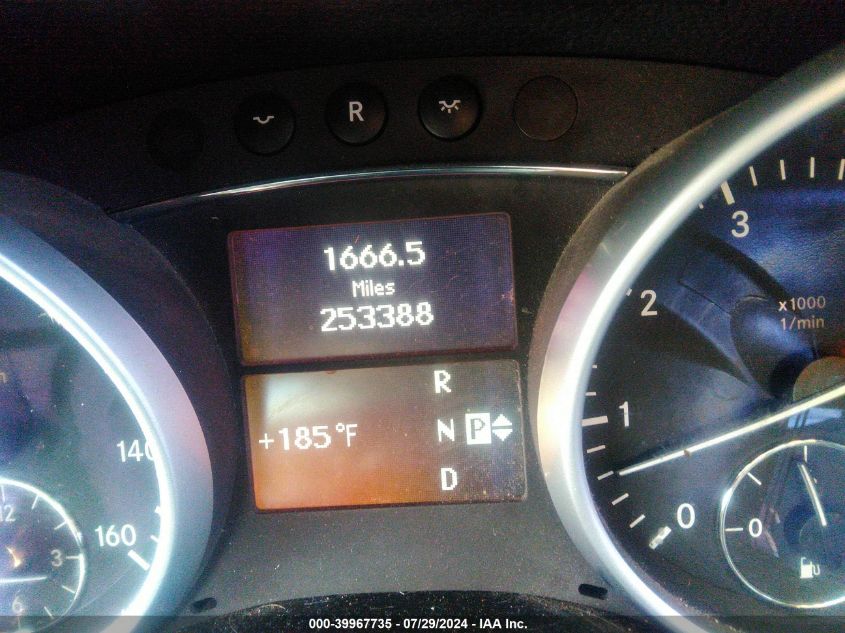 R
1666.5
Miles
253388
R
+185°F
N P
D
140
160
12
3
6
3
2
1
0
x1000
1/min
0
000-39967735 - 07/29/2024 - IAA Inc.